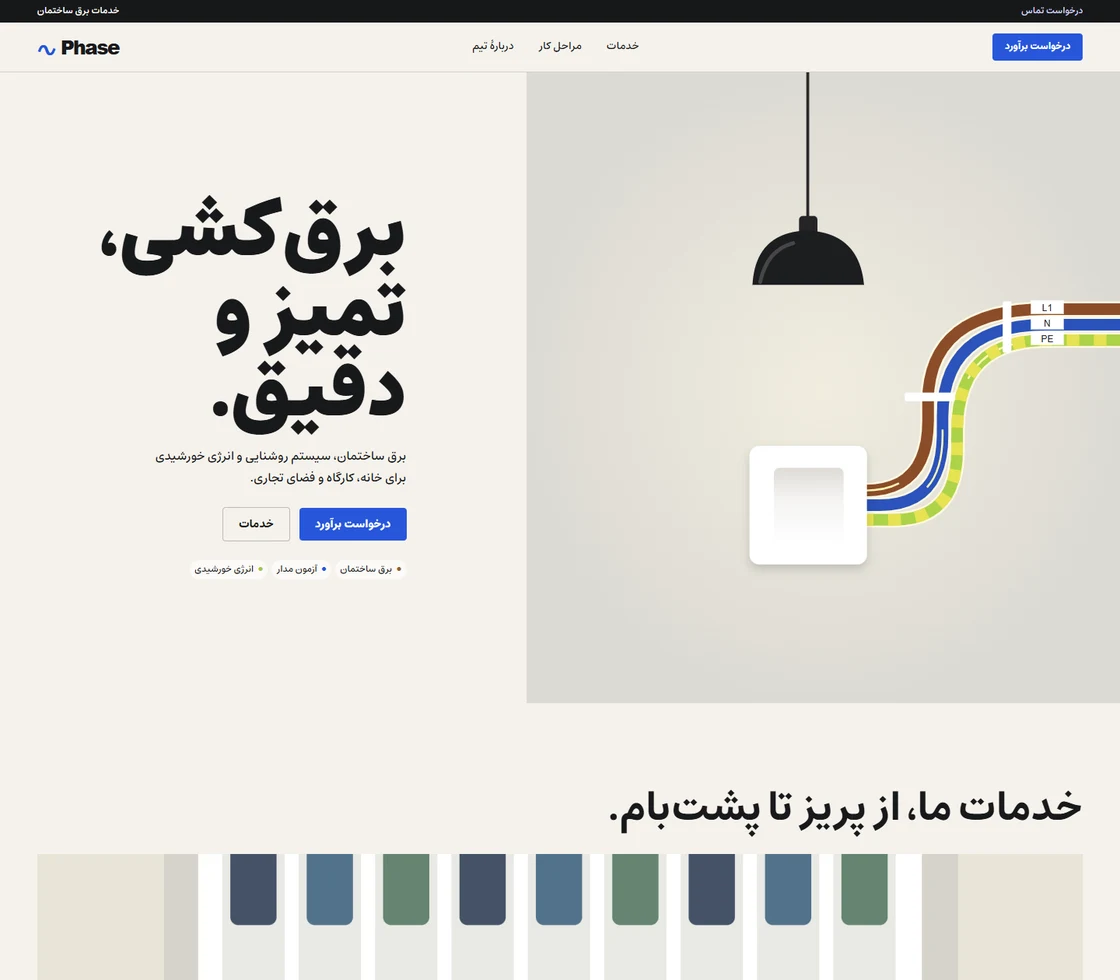 خدمات برق ساختمان
درخواست تماس
Phase
خدمات
مراحل کار
دربارهٔ تیم
درخواست برآورد
برق‌کشی،
تمیز و
دقیق.
برق ساختمان، سیستم روشنایی و انرژی خورشیدی
برای خانه، کارگاه و فضای تجاری.
درخواست برآورد
خدمات
برق ساختمان
آزمون مدار
انرژی خورشیدی
L1
N
PE
خدمات ما، از پریز تا پشت‌بام.